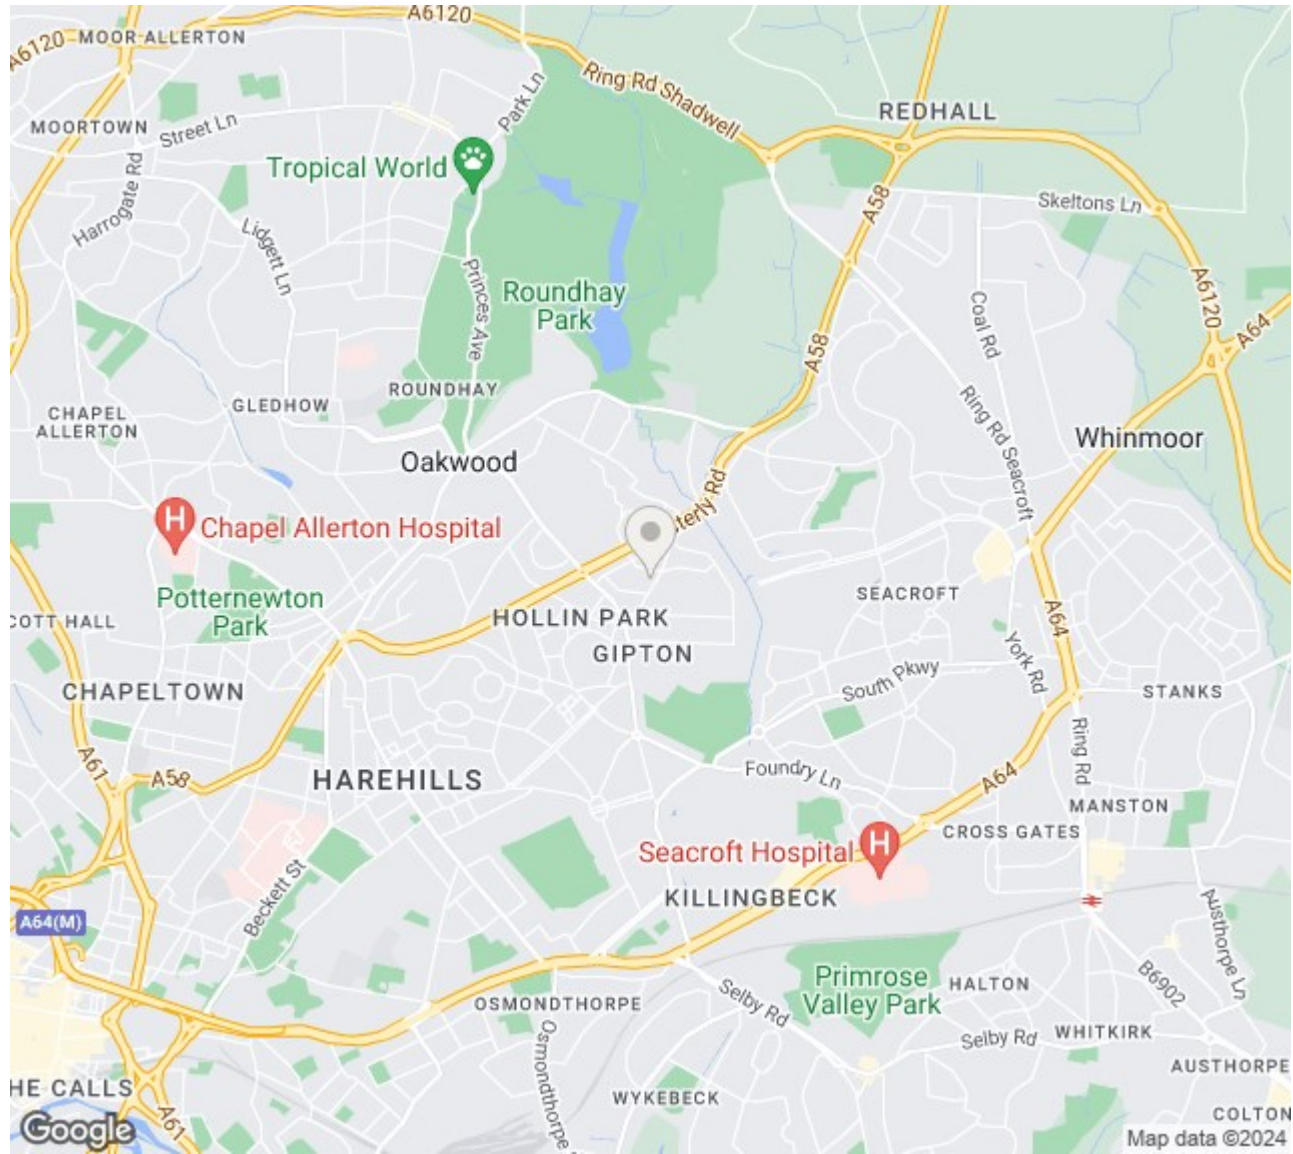 A6120
A6120
MOOR ALLERTON
Ring Rd Shadwell
Park Ln
REDHALL
MOORTOWN
Street Ln
Tropical World
Harrogate Rd
Lidgett Ln
A58
Skeltons Ln
Princes Ave
Roundhay
Park
Coal Rd
A6120
A64
A58
ROUNDHAY
GLEDHOW
CHAPEL
ALLERTON
Ring Rd Seacroft
Whinmoor
Oakwood
terly Rd
H
Chapel Allerton Hospital
Potternewton
Park
COTT HALL
HOLLIN PARK
GIPTON
SEACROFT
A64
York Rd
South Pkwy
CHAPELTOWN
STANKS
A61
A58
HAREHILLS
Foundry Ln
A64
Ring Rd
MANSTON
CROSS GATES
Seacroft Hospital
H
KILLINGBECK
Beckett St
A64(M)
Austhorpe Ln
B6902
Primrose
Valley Park
HALTON
OSMONDTHORPE
Selby Rd
Osmondthorpe Ln
Selby Rd
WHITKIRK
AUSTHORPE
HE CALLS
WYKEBECK
A61
COLTON
Google
Map data ©2024